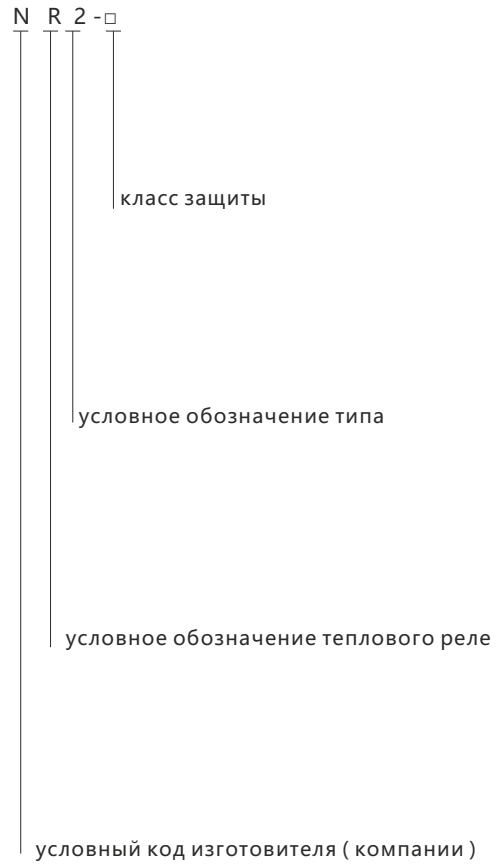 N R 2 -□
класс защиты
условное обозначение типа
условное обозначение теплового реле
условный код изготовителя ( компании )